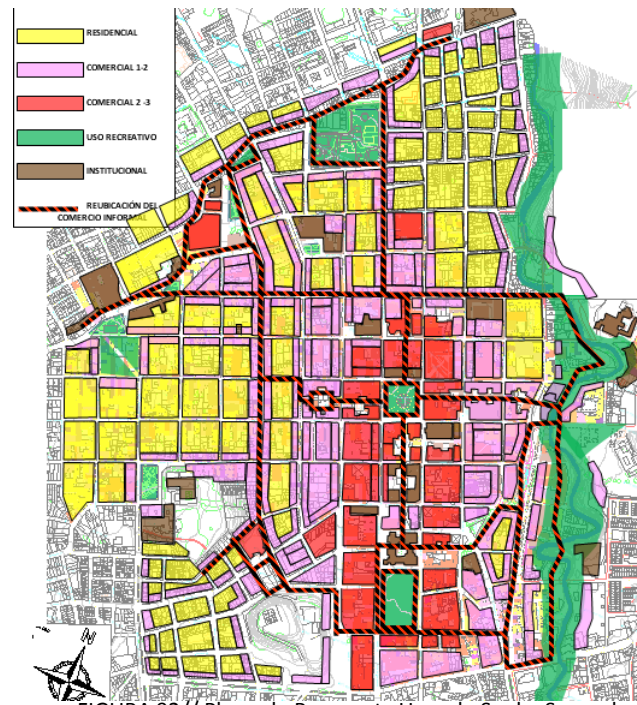 RESIDENCIAL
COMERCIAL 1-2
COMERCIAL 2 -3
USO RECREATIVO
INSTITUCIONAL
REUBICACIÓN DEL
COMERCIO INFORMAL
N